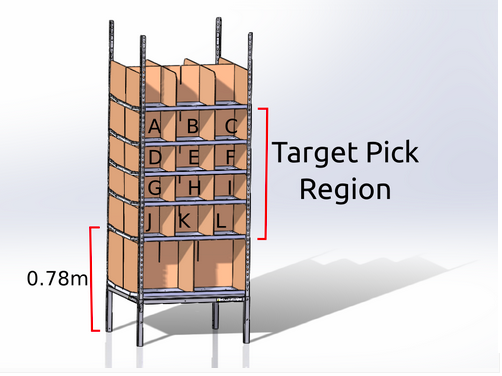 A B C
D E F
G H I
J K L
Target Pick
Region
0.78m